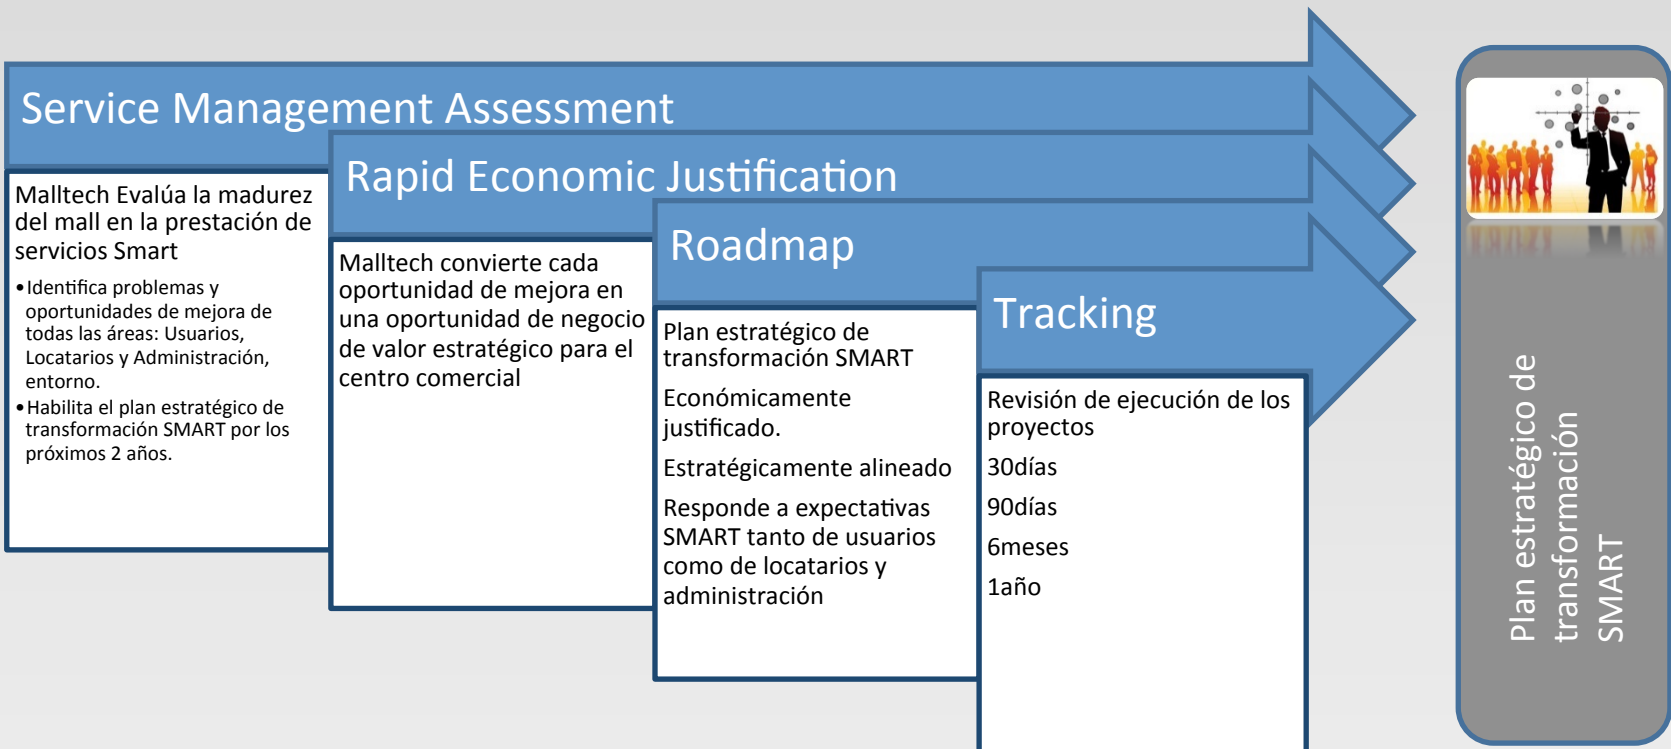 Service Management Assessment
Malltech Evalúa la madurez
del mall en la prestación de
servicios Smart
•Identifica problemas y
oportunidades de mejora de
todas las áreas: Usuarios,
Locatarios y Administración,
entorno.
•Habilita el plan estratégico de
transformación SMART por los
próximos 2 años.
Rapid Economic Justification
Malltech convierte cada
oportunidad de mejora en
una oportunidad de negocio
de valor estratégico para el
centro comercial
Roadmap
Plan estratégico de
transformación SMART
Económicamente
justificado.
Estratégicamente alineado
Responde a expectativas
SMART tanto de usuarios
como de locatarios y
administración
Tracking
Revisión de ejecución de los
proyectos
30días
90días
6meses
1año
Plan estratégico de
transformación
SMART